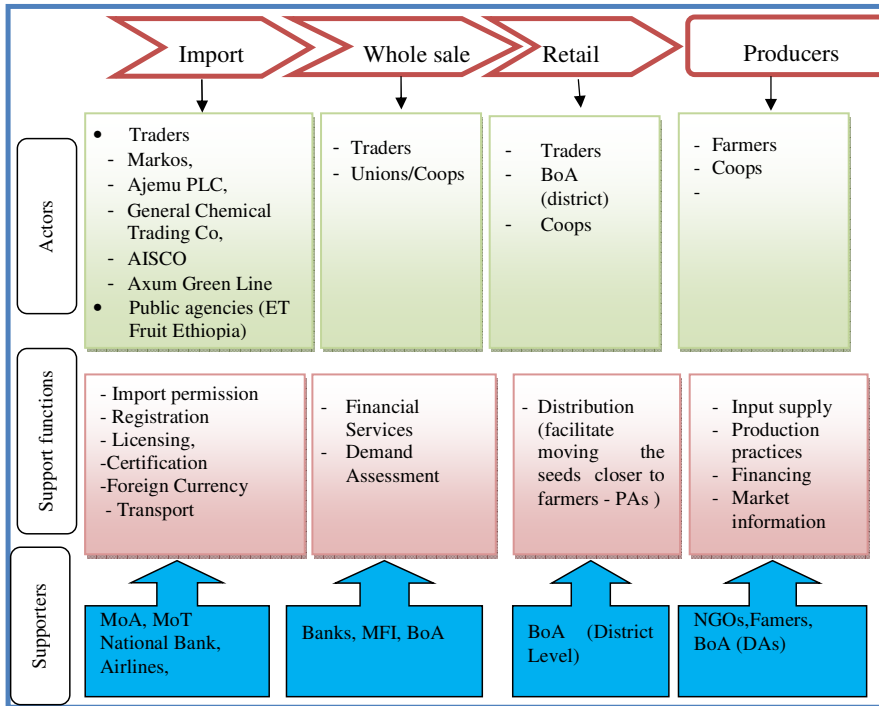 Import
Whole sale
Retail
Producers
Actors
• Traders
- Markos,
- Ajemu PLC,
- General Chemical
Trading Co,
- AISCO
- Axum Green Line
• Public agencies (ET
Fruit Ethiopia)
- Traders
- Unions/Coops
- Traders
- BoA
(district)
- Coops
- Farmers
- Coops
-
Support functions
- Import permission
- Registration
- Licensing,
-Certification
-Foreign Currency
- Transport
- Financial
Services
- Demand
Assessment
- Distribution
(facilitate
moving the
seeds closer to
farmers - PAs )
- Input supply
- Production
practices
- Financing
- Market
information
Supporters
MoA, MoT
National Bank,
Airlines,
Banks, MFI, BoA
BoA (District
Level)
NGOs,Famers,
BoA (DAs)